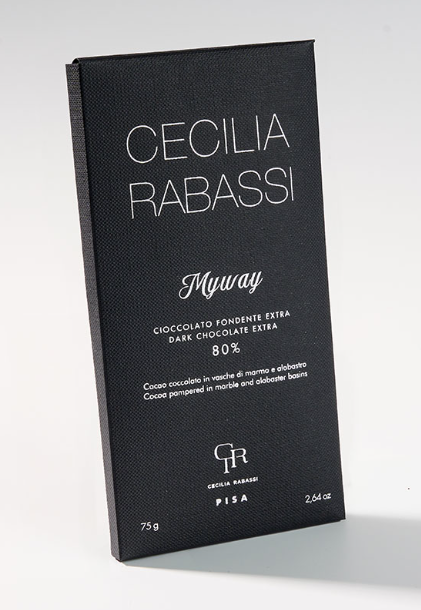 CECILIA
RABASSI
Myway
CIOCCOLATO FONDENTE EXTRA
DARK CHOCOLATE EXTRA
80%
Cacao coccolato in vasche di marmo e alabastro
Cocoa pampered in marble and alabaster basins
CIR
CECILIA RABASSI
PISA
75 g 2,64 oz